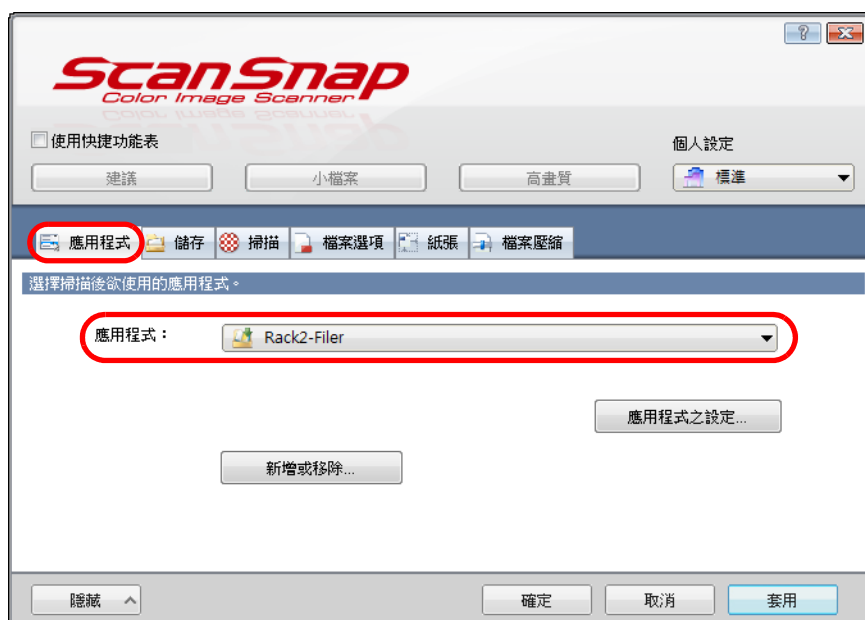 ScanSnap
Color Image Scanner
使用快捷功能表
個人設定
建議 小檔案 高畫質 標準
應用程式 儲存 掃描 檔案選項 紙張 檔案壓縮
選擇掃描後欲使用的應用程式。
應用程式： Rack2-Filer
應用程式之設定...
新增或移除...
隱藏 確定 取消 套用